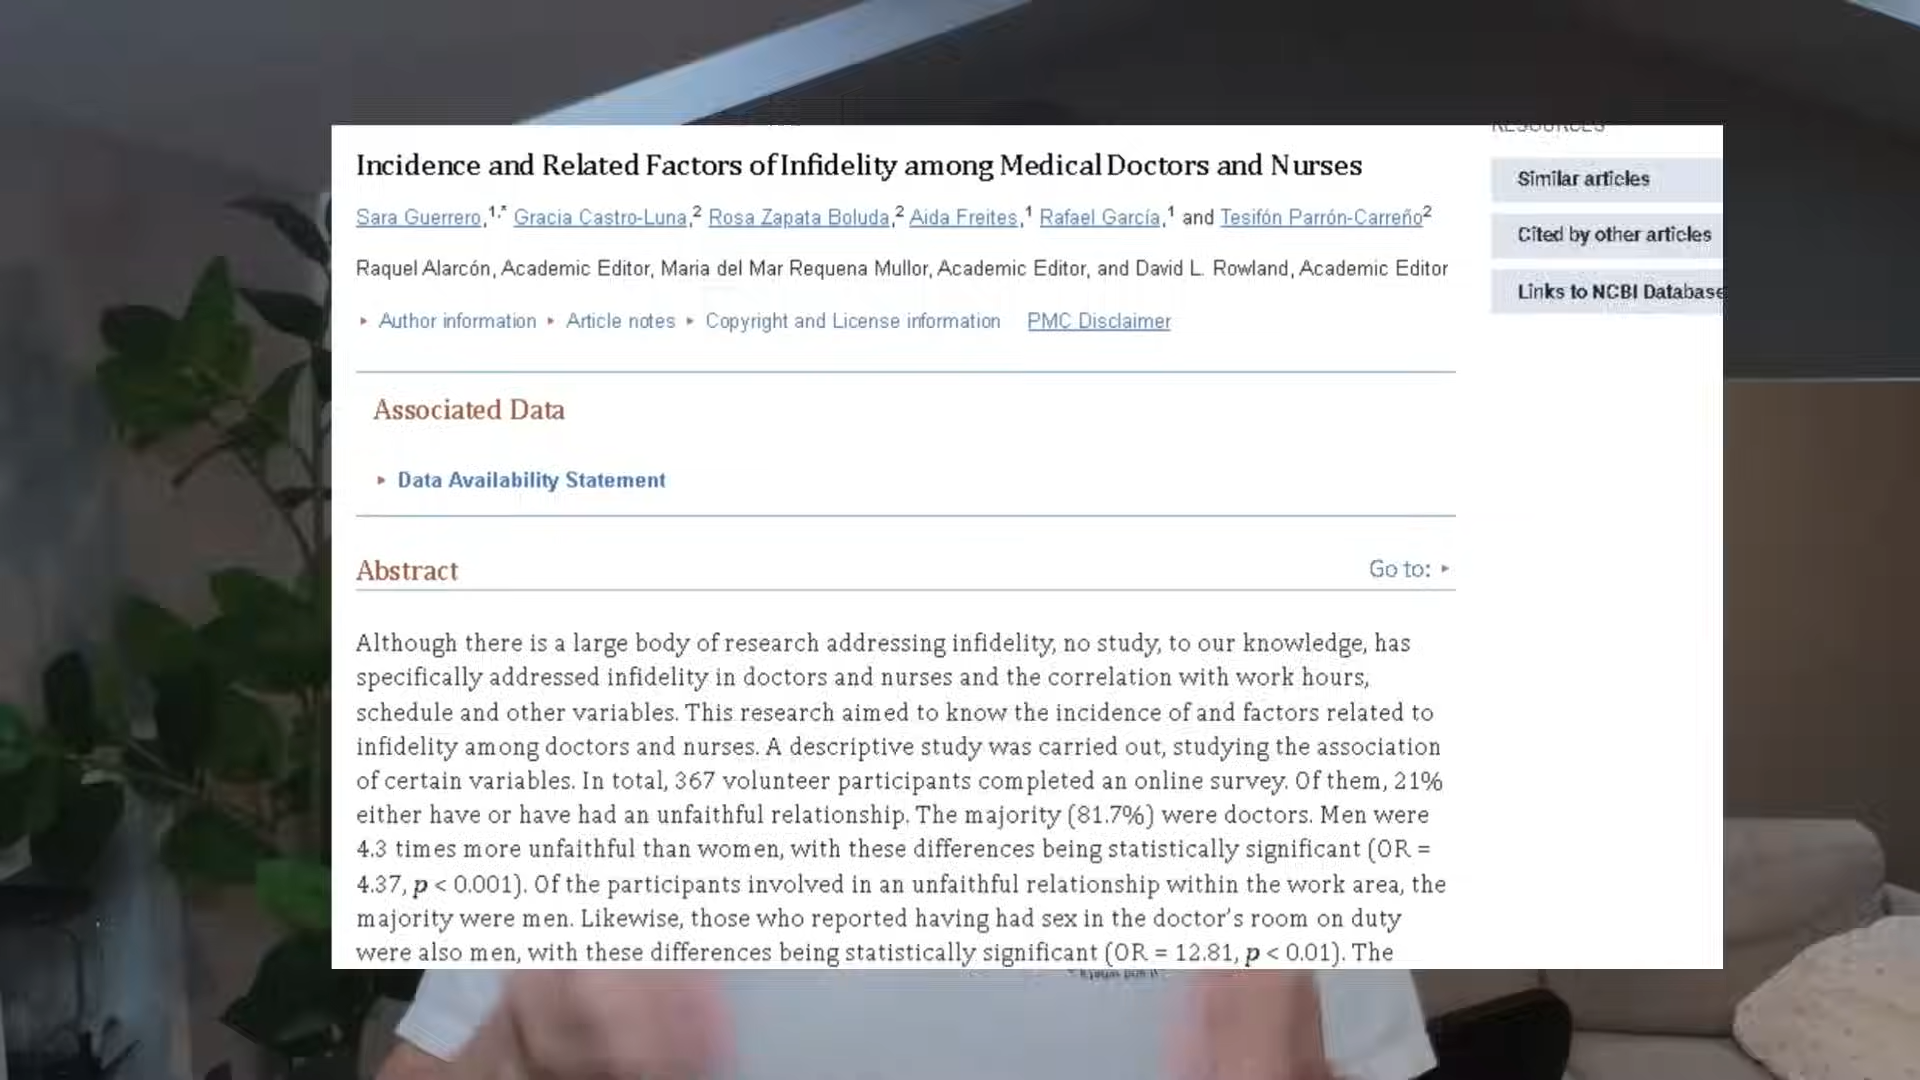 RESOURCES
Incidence and Related Factors of Infidelity among Medical Doctors and Nurses
Similar articles
Sara Guerrero,1,* Gracia Castro-Luna,2 Rosa Zapata Boluda,2 Aida Freites,1 Rafael García,1 and Tesifón Parrón-Carreño2
Cited by other articles
Raquel Alarcón, Academic Editor, Maria del Mar Requena Mullor, Academic Editor, and David L. Rowland, Academic Editor
Links to NCBI Database
▸ Author information ▸ Article notes ▸ Copyright and License information PMC Disclaimer
Associated Data
▸ Data Availability Statement
Abstract
Go to: ▸
Although there is a large body of research addressing infidelity, no study, to our knowledge, has
specifically addressed infidelity in doctors and nurses and the correlation with work hours,
schedule and other variables. This research aimed to know the incidence of and factors related to
infidelity among doctors and nurses. A descriptive study was carried out, studying the association
of certain variables. In total, 367 volunteer participants completed an online survey. Of them, 21%
either have or have had an unfaithful relationship. The majority (81.7%) were doctors. Men were
4.3 times more unfaithful than women, with these differences being statistically significant (OR =
4.37, p < 0.001). Of the participants involved in an unfaithful relationship within the work area, the
majority were men. Likewise, those who reported having had sex in the doctor's room on duty
were also men, with these differences being statistically significant (OR = 12.81, p < 0.01). The